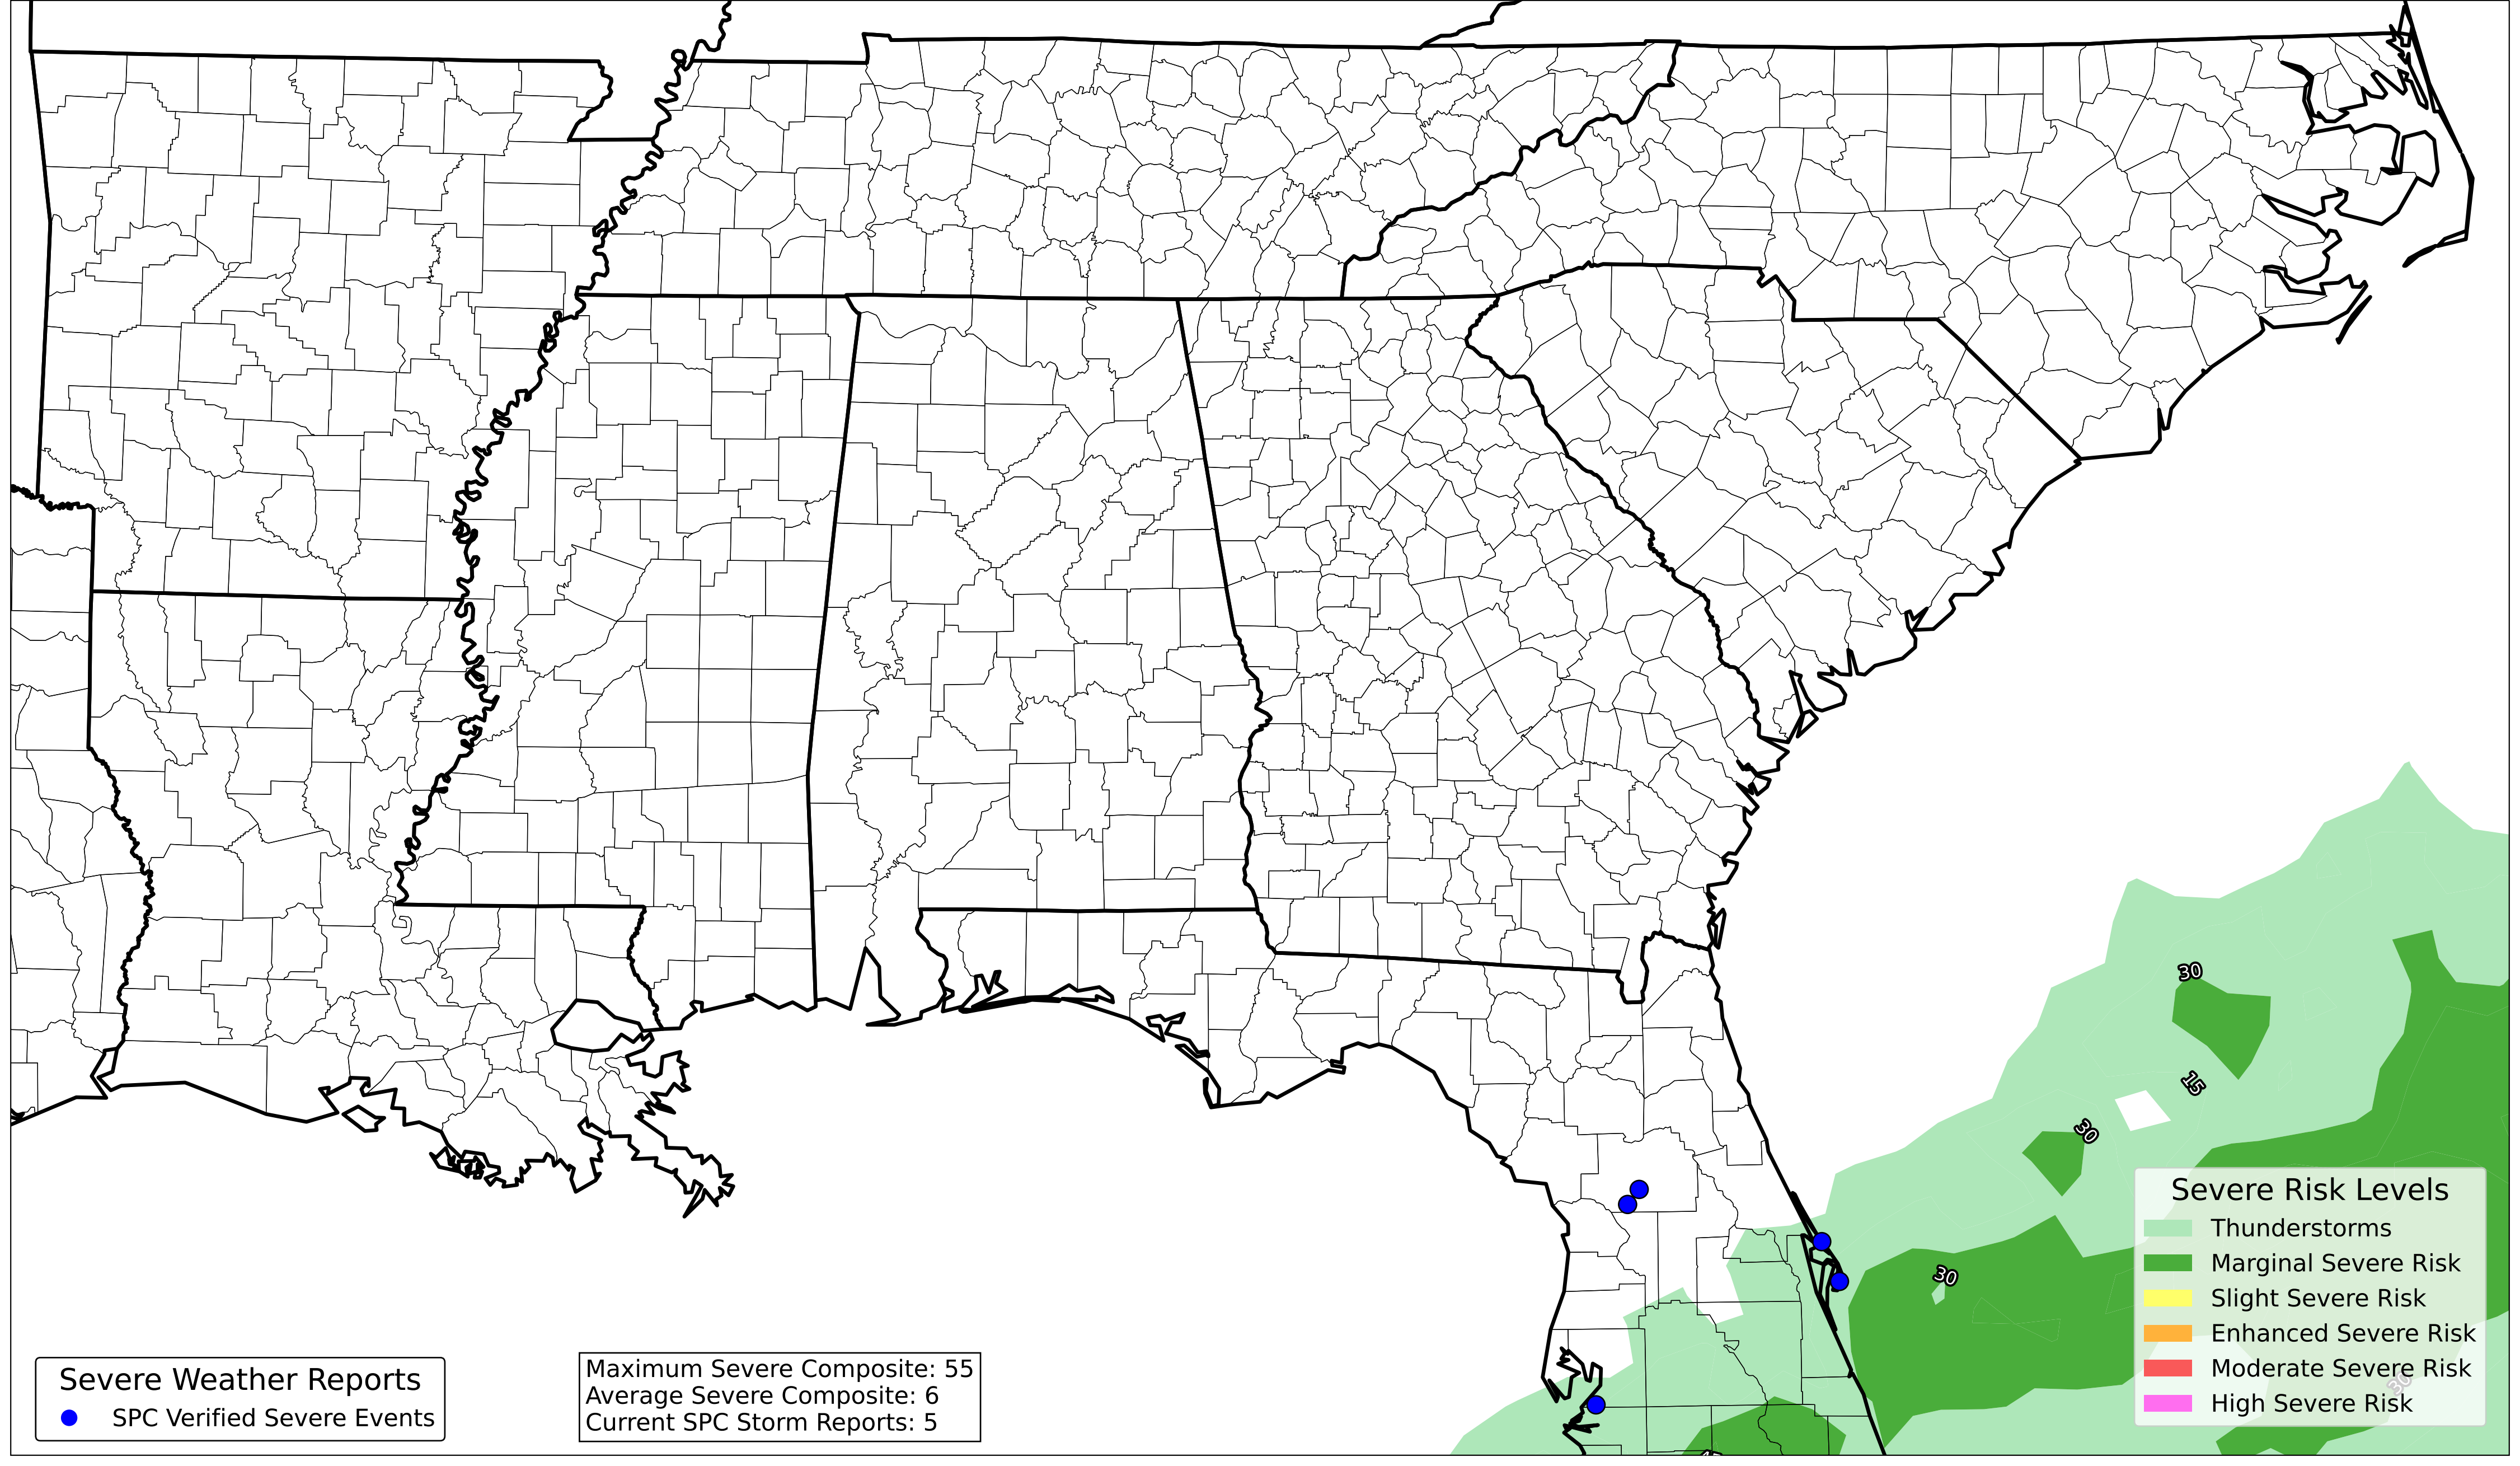 30
15
30
30
Severe Risk Levels
Thunderstorms
Marginal Severe Risk
Slight Severe Risk
Enhanced Severe Risk
Moderate Severe Risk
High Severe Risk
30
Severe Weather Reports
SPC Verified Severe Events
Maximum Severe Composite: 55
Average Severe Composite: 6
Current SPC Storm Reports: 5